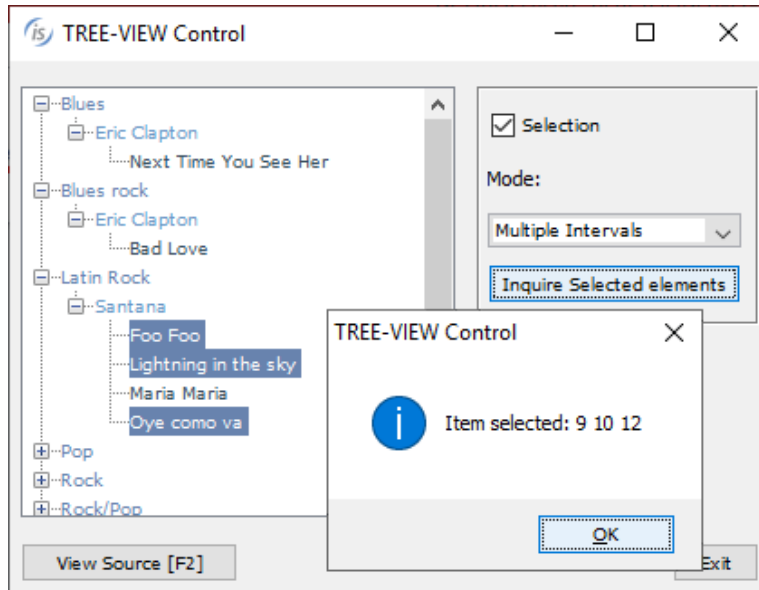 is TREE-VIEW Control
Blues
Eric Clapton
Next Time You See Her
Blues rock
Eric Clapton
Bad Love
Latin Rock
Santana
Foo Foo
Lightning in the sky
Maria Maria
Oye como va
Pop
Rock
Rock/Pop
Selection
Mode:
Multiple Intervals
Inquire Selected elements
TREE-VIEW Control
Item selected: 9 10 12
OK
View Source [F2]
Exit